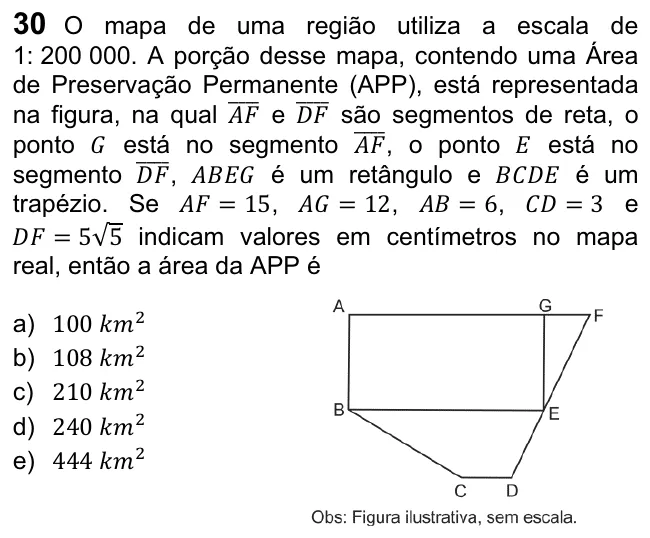 30 O mapa de uma região utiliza a escala de
1: 200 000. A porção desse mapa, contendo uma Área
de Preservação Permanente (APP), está representada
na figura, na qual A̅F̅ e D̅F̅ são segmentos de reta, o
ponto G está no segmento A̅F̅, o ponto E está no
segmento D̅F̅, ABEG é um retângulo e BCDE é um
trapézio. Se AF = 15, AG = 12, AB = 6, CD = 3 e
DF = 5√5 indicam valores em centímetros no mapa
real, então a área da APP é
a) 100 km²
b) 108 km²
c) 210 km²
d) 240 km²
e) 444 km²
A
G
F
B
E
C
D
Obs: Figura ilustrativa, sem escala.